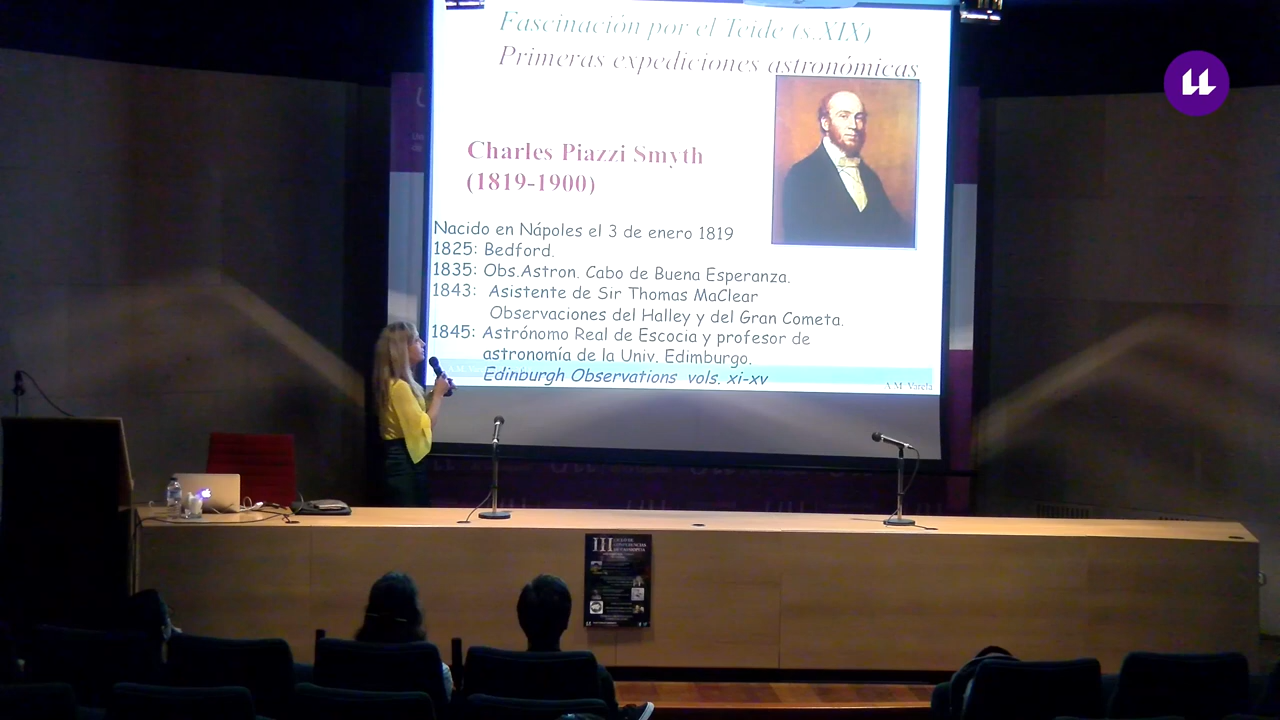 Fascinación por el Teide (s.XIX)
Primeras expediciones astronómicas
Charles Piazzi Smyth
(1819-1900)
Nacido en Nápoles el 3 de enero 1819
1825: Bedford.
1835: Obs.Astron. Cabo de Buena Esperanza.
1843: Asistente de Sir Thomas MaClear
Observaciones del Halley y del Gran Cometa.
1845: Astrónomo Real de Escocia y profesor de
astronomía de la Univ. Edimburgo.
Edinburgh Observations vols. xi-xv
A.M. Varela
III